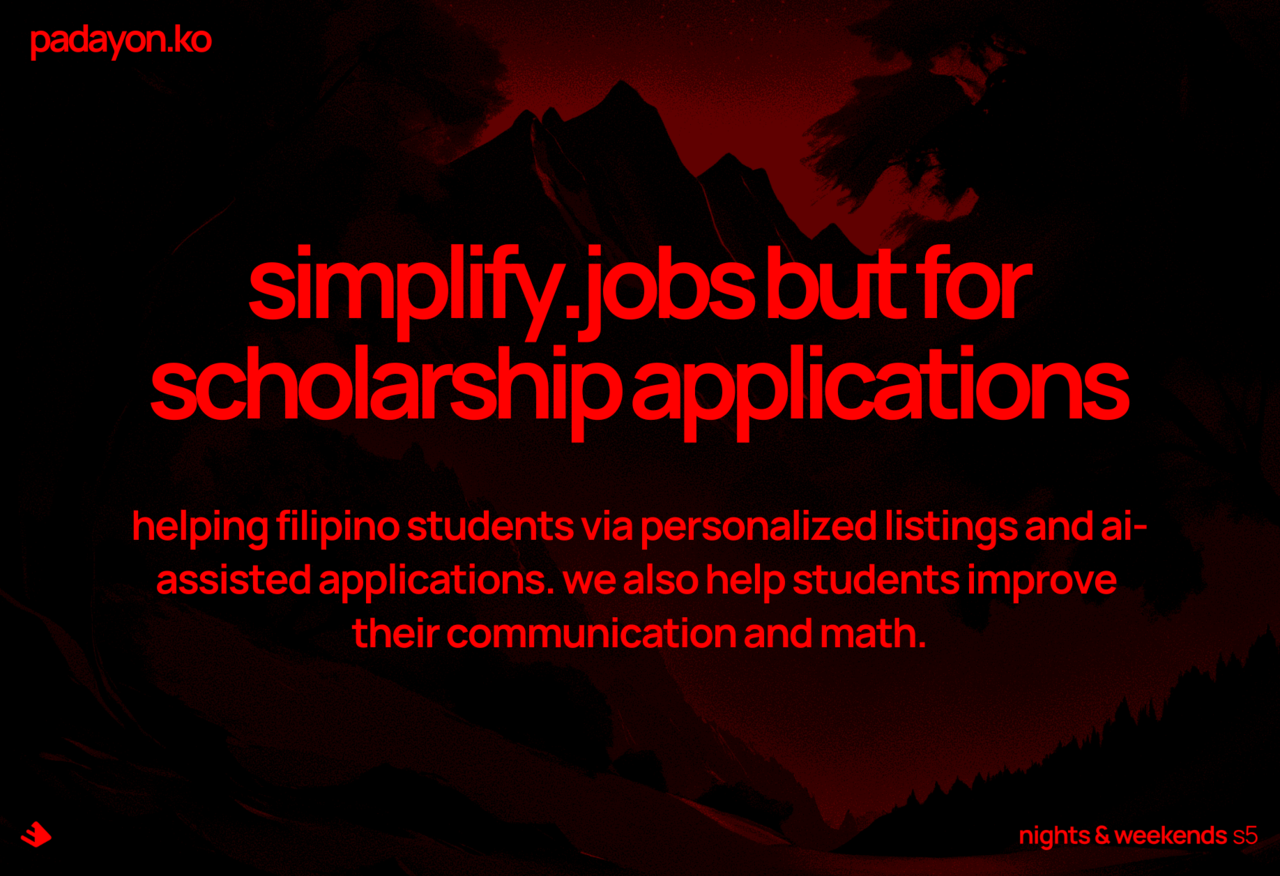 padayon.ko
simplify.jobs but for
scholarship applications
helping filipino students via personalized listings and ai-
assisted applications. we also help students improve
their communication and math.
nights & weekends s5